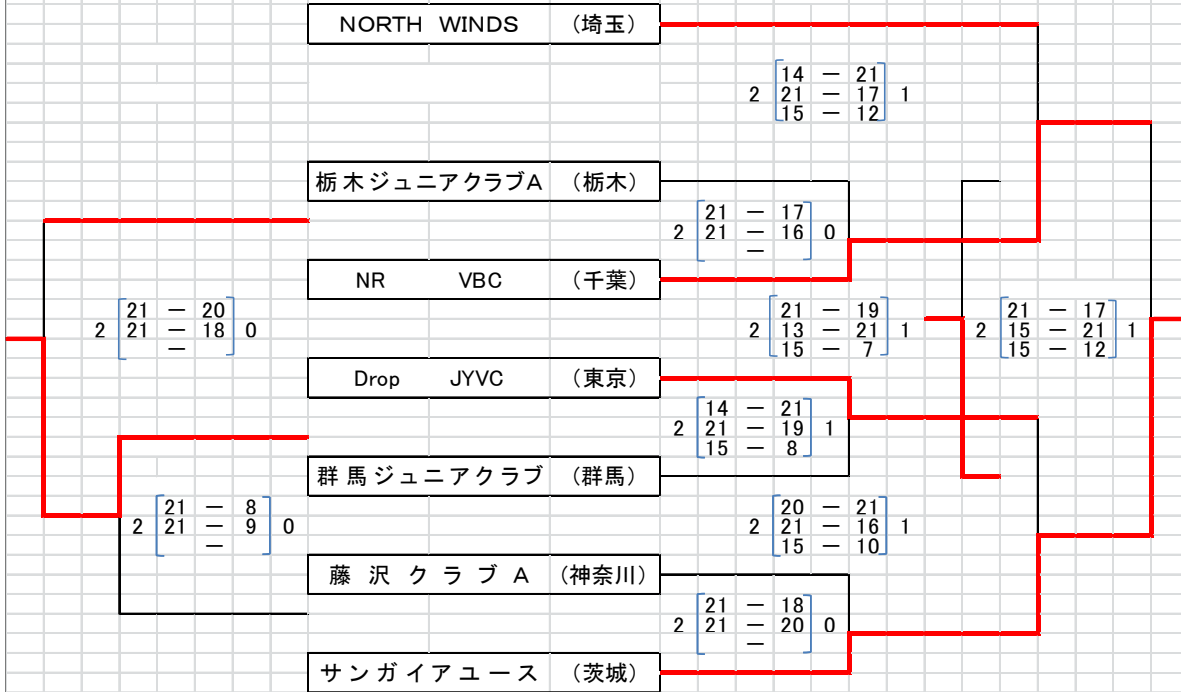 NORTH WINDS （埼玉）
14 － 21
2 21 － 17 1
15 － 12
栃木ジュニアクラブA （栃木）
21 － 17
2 21 － 16 0
－
NR VBC （千葉）
21 － 20
2 21 － 18 0
－
21 － 19
2 13 － 21 1
15 － 7
21 － 17
2 15 － 21 1
15 － 12
Drop JYVC （東京）
14 － 21
2 21 － 19 1
15 － 8
群馬ジュニアクラブ （群馬）
21 － 8
2 21 － 9 0
－
20 － 21
2 21 － 16 1
15 － 10
藤沢クラブA （神奈川）
21 － 18
2 21 － 20 0
－
サンガイアユース （茨城）